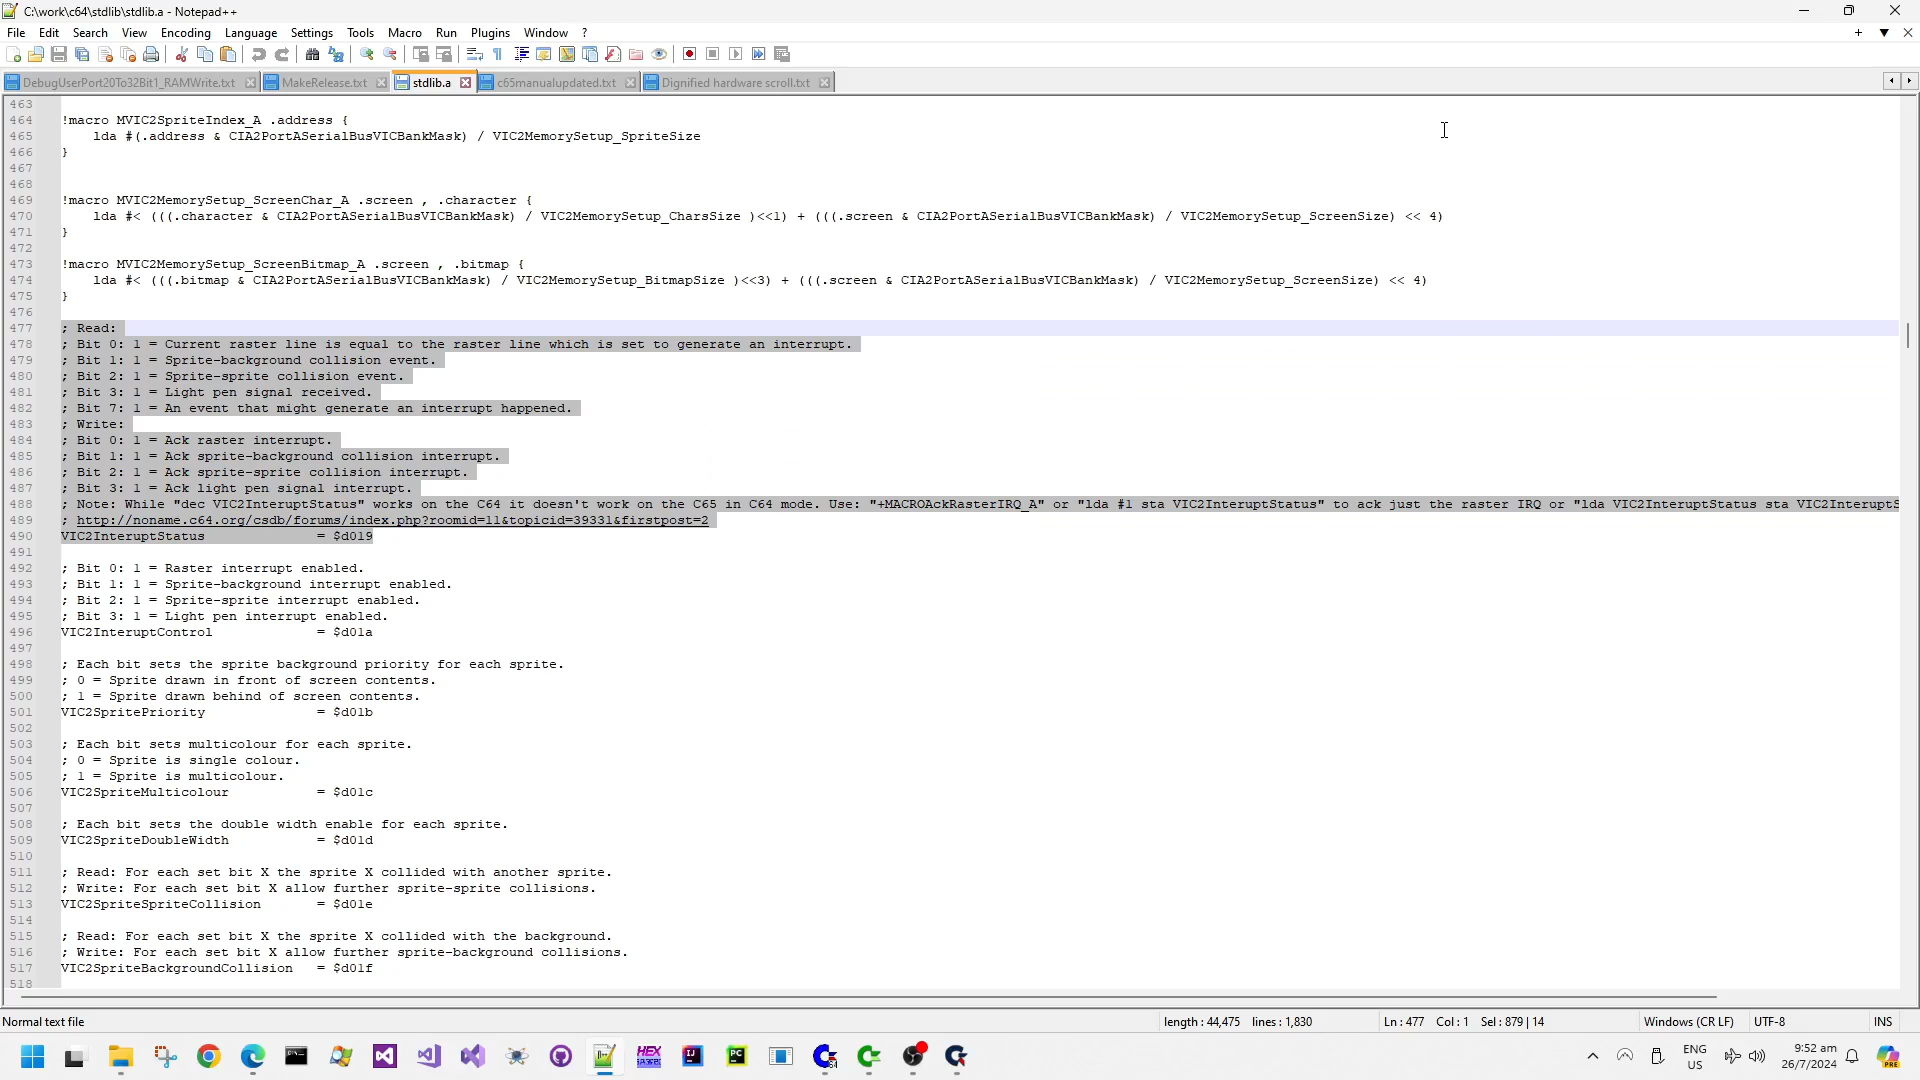 C:\work\c64\stdlib\stdlib.a - Notepad++
File Edit Search View Encoding Language Settings Tools Macro Run Plugins Window ?
DebugUserPort20To32Bit1_RAMWrite.txt MakeRelease.txt stdlib.a c65manualupdated.txt Dignified hardware scroll.txt
463
464 !macro MVIC2SpriteIndex_A .address {
465 lda #(.address & CIA2PortASerialBusVICBankMask) / VIC2MemorySetup_SpriteSize
466 }
467
468
469 !macro MVIC2MemorySetup_ScreenChar_A .screen , .character {
470 lda #< (((.character & CIA2PortASerialBusVICBankMask) / VIC2MemorySetup_CharsSize )<<1) + (((.screen & CIA2PortASerialBusVICBankMask) / VIC2MemorySetup_ScreenSize) << 4)
471 }
472
473 !macro MVIC2MemorySetup_ScreenBitmap_A .screen , .bitmap {
474 lda #< (((.bitmap & CIA2PortASerialBusVICBankMask) / VIC2MemorySetup_BitmapSize )<<3) + (((.screen & CIA2PortASerialBusVICBankMask) / VIC2MemorySetup_ScreenSize) << 4)
475 }
476
477 ; Read:
478 ; Bit 0: 1 = Current raster line is equal to the raster line which is set to generate an interrupt.
479 ; Bit 1: 1 = Sprite-background collision event.
480 ; Bit 2: 1 = Sprite-sprite collision event.
481 ; Bit 3: 1 = Light pen signal received.
482 ; Bit 7: 1 = An event that might generate an interrupt happened.
483 ; Write:
484 ; Bit 0: 1 = Ack raster interrupt.
485 ; Bit 1: 1 = Ack sprite-background collision interrupt.
486 ; Bit 2: 1 = Ack sprite-sprite collision interrupt.
487 ; Bit 3: 1 = Ack light pen signal interrupt.
488 ; Note: While "dec VIC2InteruptStatus" works on the C64 it doesn't work on the C65 in C64 mode. Use: "+MACROAckRasterIRQ_A" or "lda #1 sta VIC2InteruptStatus" to ack just the raster IRQ or "lda VIC2InteruptStatus sta VIC2InteruptS
489 ; http://noname.c64.org/csdb/forums/index.php?roomid=11&topicid=39331&firstpost=2
490 VIC2InteruptStatus = $d019
491
492 ; Bit 0: 1 = Raster interrupt enabled.
493 ; Bit 1: 1 = Sprite-background interrupt enabled.
494 ; Bit 2: 1 = Sprite-sprite interrupt enabled.
495 ; Bit 3: 1 = Light pen interrupt enabled.
496 VIC2InteruptControl = $d01a
497
498 ; Each bit sets the sprite background priority for each sprite.
499 ; 0 = Sprite drawn in front of screen contents.
500 ; 1 = Sprite drawn behind of screen contents.
501 VIC2SpritePriority = $d01b
502
503 ; Each bit sets multicolour for each sprite.
504 ; 0 = Sprite is single colour.
505 ; 1 = Sprite is multicolour.
506 VIC2SpriteMulticolour = $d01c
507
508 ; Each bit sets the double width enable for each sprite.
509 VIC2SpriteDoubleWidth = $d01d
510
511 ; Read: For each set bit X the sprite X collided with another sprite.
512 ; Write: For each set bit X allow further sprite-sprite collisions.
513 VIC2SpriteSpriteCollision = $d01e
514
515 ; Read: For each set bit X the sprite X collided with the background.
516 ; Write: For each set bit X allow further sprite-background collisions.
517 VIC2SpriteBackgroundCollision = $d01f
518
Normal text file length : 44,475 lines : 1,830 Ln : 477 Col : 1 Sel : 879 | 14 Windows (CR LF) UTF-8 INS
HEX
IJ
PC
64
ENG
US
9:52 am
26/7/2024
PRE